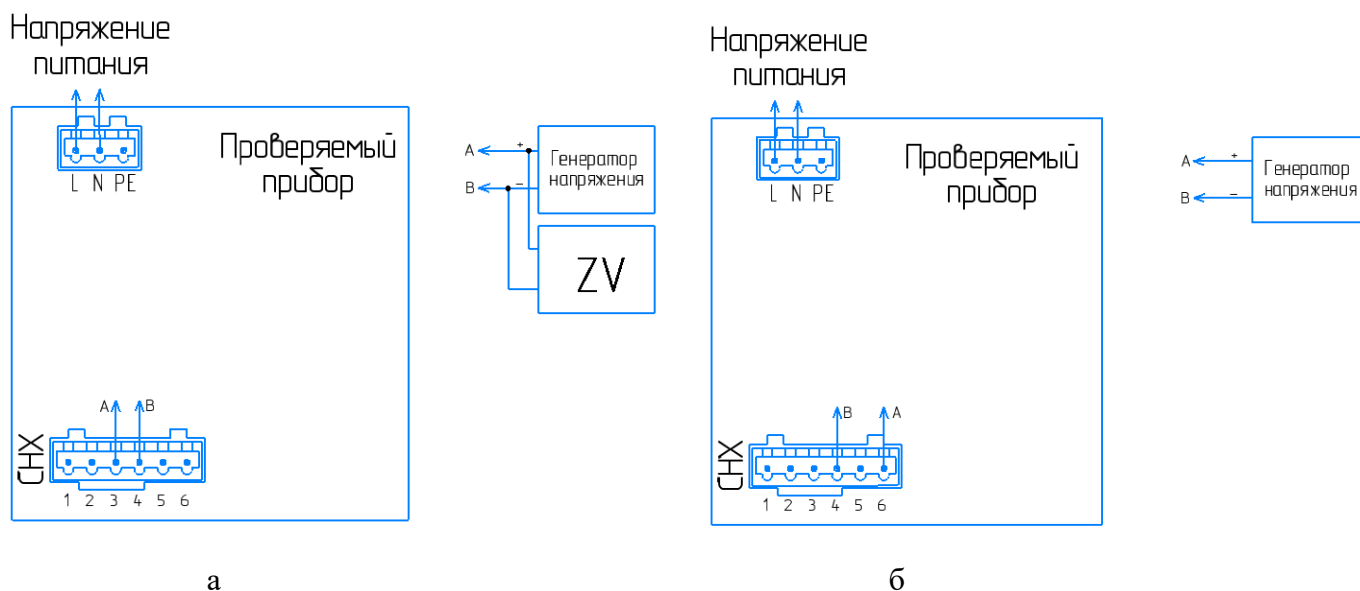 Напряжение
питания
L N PE
Проверяемый
прибор
A + Генератор
B − напряжения
ZV
A B
CHX
1 2 3 4 5 6
а
Напряжение
питания
L N PE
Проверяемый
прибор
A + Генератор
B − напряжения
B A
CHX
1 2 3 4 5 6
б